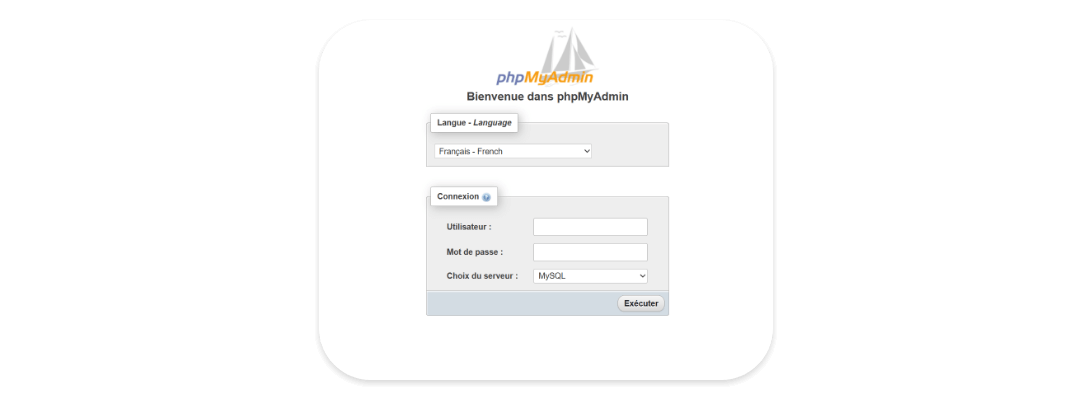 phpMyAdmin
Bienvenue dans phpMyAdmin
Langue - Language
Français - French
Connexion
Utilisateur :
Mot de passe :
Choix du serveur : MySQL
Exécuter